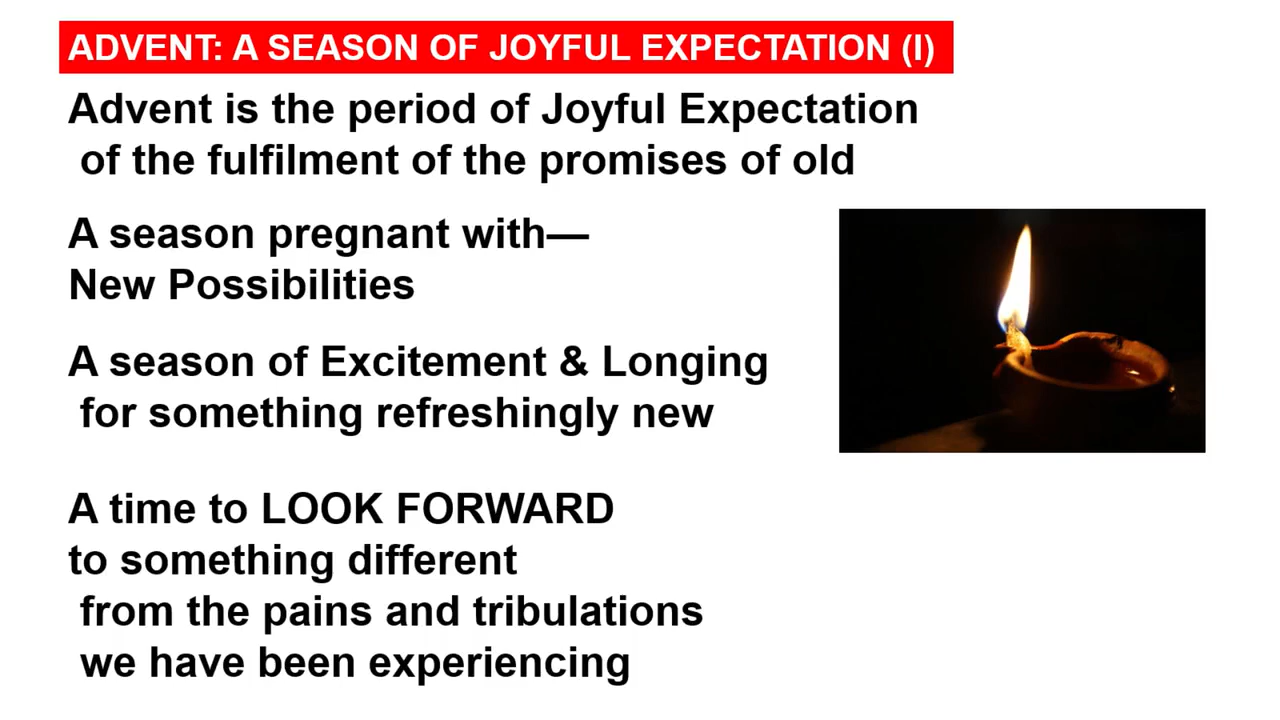 ADVENT: A SEASON OF JOYFUL EXPECTATION (I)
Advent is the period of Joyful Expectation
of the fulfilment of the promises of old
A season pregnant with—
New Possibilities
A season of Excitement & Longing
for something refreshingly new
A time to LOOK FORWARD
to something different
from the pains and tribulations
we have been experiencing